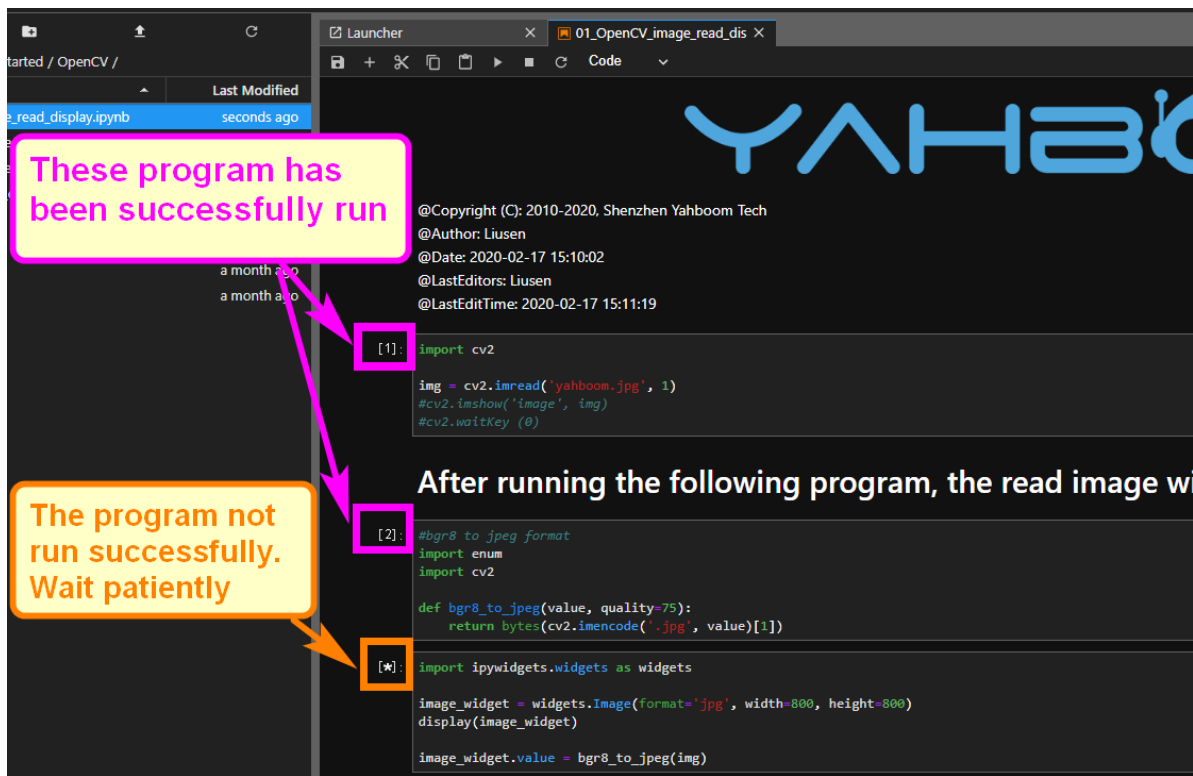 tarted / OpenCV /
Last Modified
e_read_display.ipynb
seconds ago
These program has
been successfully run
a month ago
a month ago
The program not
run successfully.
Wait patiently
Launcher
01_OpenCV_image_read_dis
Code
YAHBO
@Copyright (C): 2010-2020, Shenzhen Yahboom Tech
@Author: Liusen
@Date: 2020-02-17 15:10:02
@LastEditors: Liusen
@LastEditTime: 2020-02-17 15:11:19
[1]:
import cv2
img = cv2.imread('yahboom.jpg', 1)
#cv2.imshow('image', img)
#cv2.waitKey (0)
After running the following program, the read image wi
[2]:
#bgr8 to jpeg format
import enum
import cv2
def bgr8_to_jpeg(value, quality=75):
return bytes(cv2.imencode('.jpg', value)[1])
[*]:
import ipywidgets.widgets as widgets
image_widget = widgets.Image(format='jpg', width=800, height=800)
display(image_widget)
image_widget.value = bgr8_to_jpeg(img)